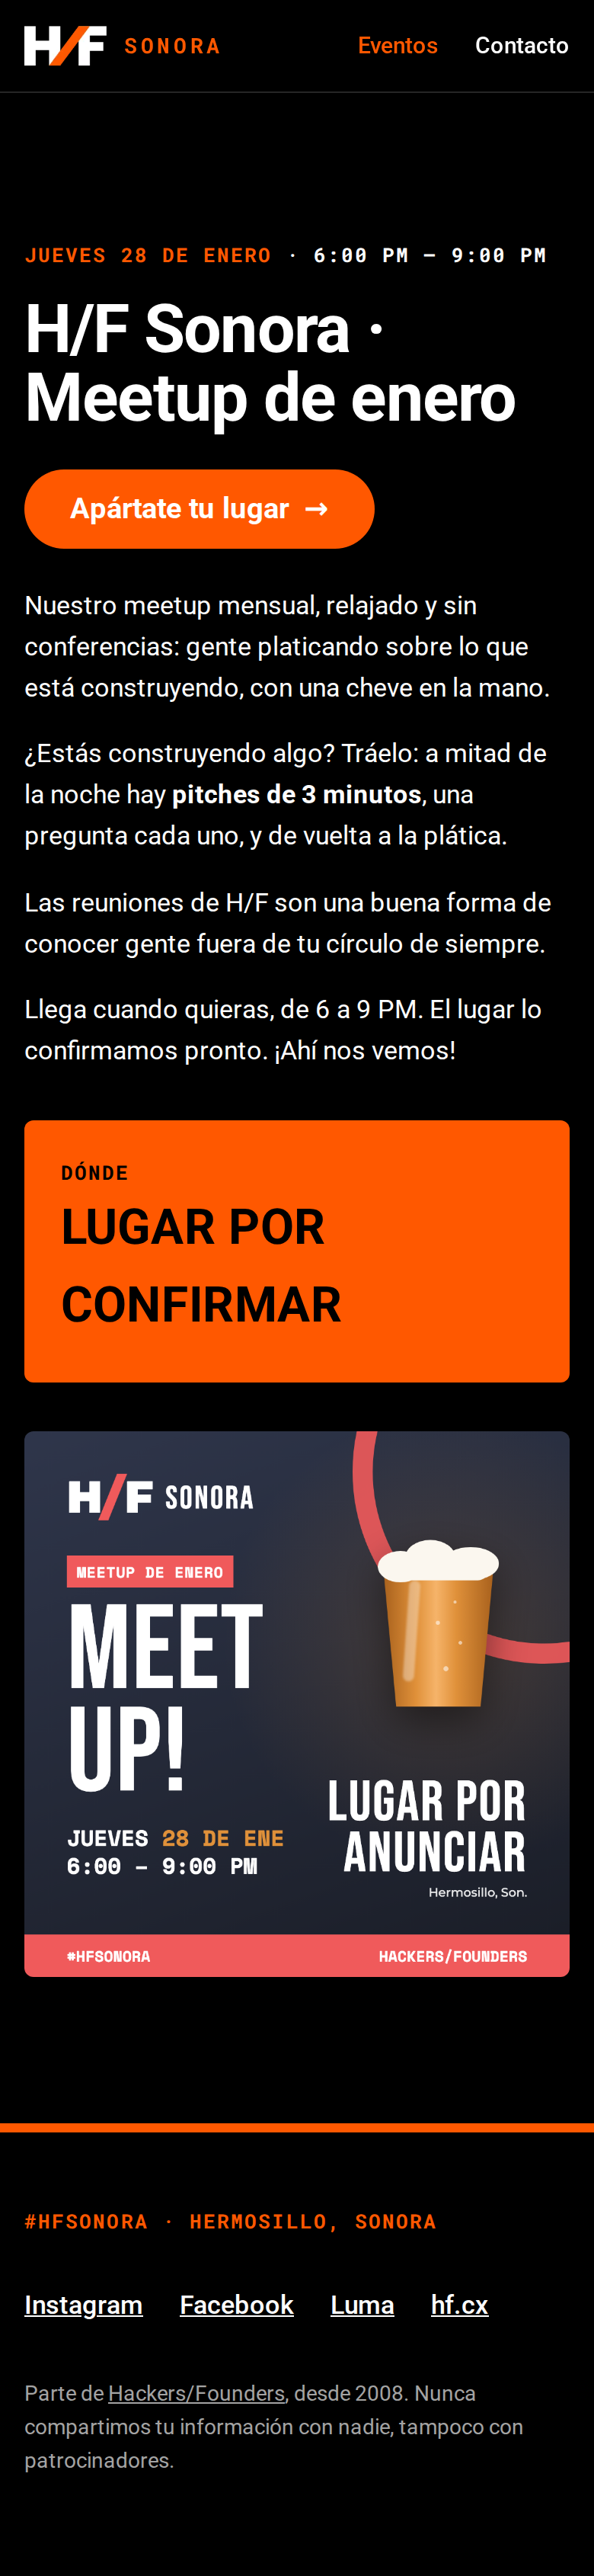 H/F SONORA
Eventos
Contacto
JUEVES 28 DE ENERO · 6:00 PM – 9:00 PM
H/F Sonora ·
Meetup de enero
Apártate tu lugar →
Nuestro meetup mensual, relajado y sin
conferencias: gente platicando sobre lo que
está construyendo, con una cheve en la mano.
¿Estás construyendo algo? Tráelo: a mitad de
la noche hay pitches de 3 minutos, una
pregunta cada uno, y de vuelta a la plática.
Las reuniones de H/F son una buena forma de
conocer gente fuera de tu círculo de siempre.
Llega cuando quieras, de 6 a 9 PM. El lugar lo
confirmamos pronto. ¡Ahí nos vemos!
DÓNDE
LUGAR POR
CONFIRMAR
H/F SONORA
MEETUP DE ENERO
MEET
UP!
JUEVES 28 DE ENE
6:00 – 9:00 PM
LUGAR POR
ANUNCIAR
Hermosillo, Son.
#HFSONORA
HACKERS/FOUNDERS
#HFSONORA · HERMOSILLO, SONORA
Instagram
Facebook
Luma
hf.cx
Parte de Hackers/Founders, desde 2008. Nunca
compartimos tu información con nadie, tampoco con
patrocinadores.